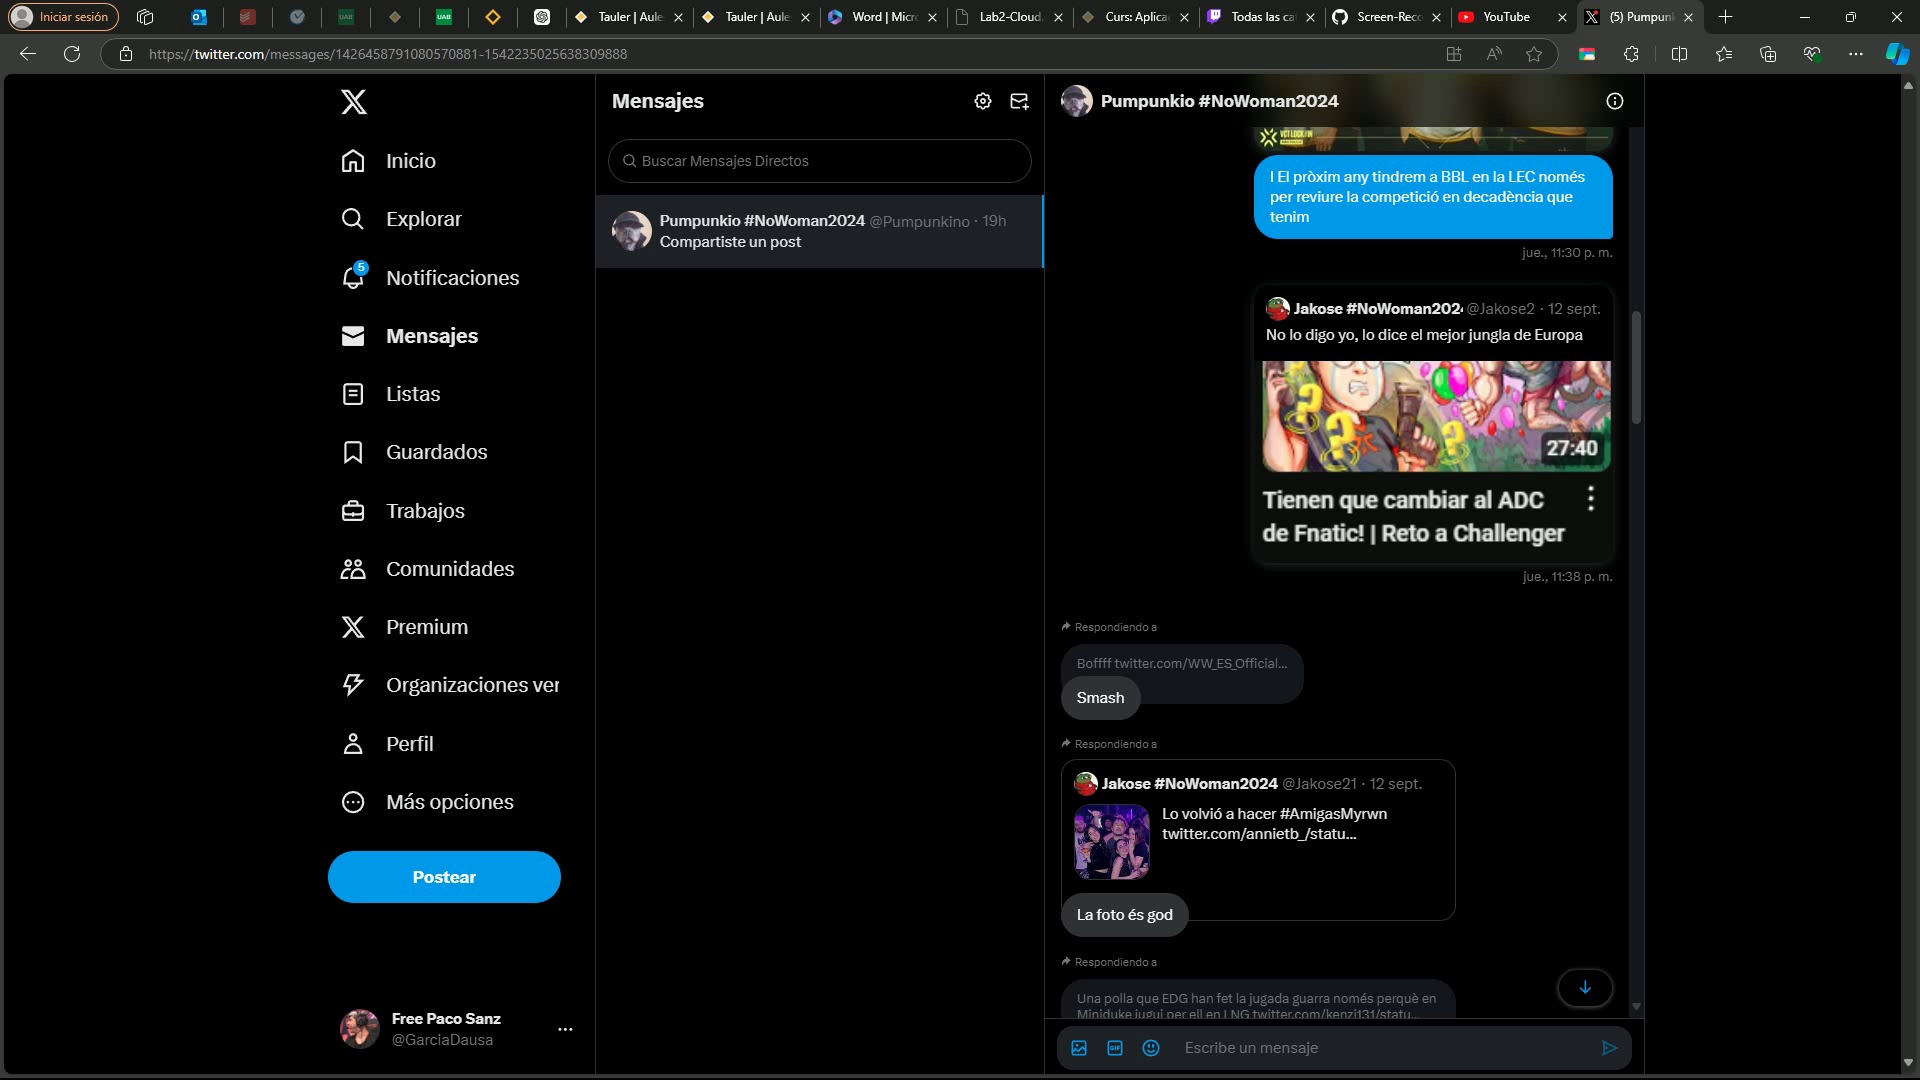 Iniciar sesión
UAB
UAB
Tauler | Aule
Tauler | Aule
Word | Micr
Lab2-Cloud.
Curs: Aplica
Todas las ca
Screen-Rec
YouTube
(5) Pumpun
https://twitter.com/messages/1426458791080570881-1542235025638309888
Inicio
Explorar
5
Notificaciones
Mensajes
Listas
Guardados
Trabajos
Comunidades
Premium
Organizaciones ver
Perfil
Más opciones
Postear
Free Paco Sanz
@GarciaDausa
Mensajes
Buscar Mensajes Directos
Pumpunkio #NoWoman2024 @Pumpunkino · 19h
Compartiste un post
Pumpunkio #NoWoman2024
VCT LOCK//IN
I El pròxim any tindrem a BBL en la LEC només
per reviure la competició en decadència que
tenim
jue., 11:30 p. m.
Jakose #NoWoman202 @Jakose2 · 12 sept.
No lo digo yo, lo dice el mejor jungla de Europa
27:40
Tienen que cambiar al ADC
de Fnatic! | Reto a Challenger
jue., 11:38 p. m.
Respondiendo a
Boffff twitter.com/WW_ES_Official...
Smash
Respondiendo a
Jakose #NoWoman2024 @Jakose21 · 12 sept.
Lo volvió a hacer #AmigasMyrwn
twitter.com/annietb_/statu...
La foto és god
Respondiendo a
Una polla que EDG han fet la jugada guarra només perquè en
Miniduke jugui per ell en LNG twitter.com/kenzi131/statu...
GIF
Escribe un mensaje